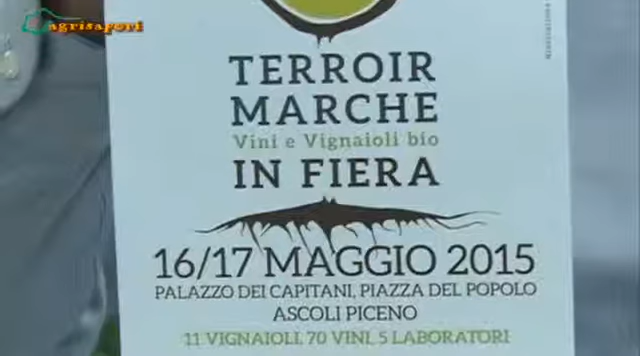 agrisapori
TERROIR
MARCHE
Vini e Vignaioli bio
IN FIERA
16/17 MAGGIO 2015
PALAZZO DEI CAPITANI, PIAZZA DEL POPOLO
ASCOLI PICENO
11 VIGNAIOLI, 70 VINI, 5 LABORATORI